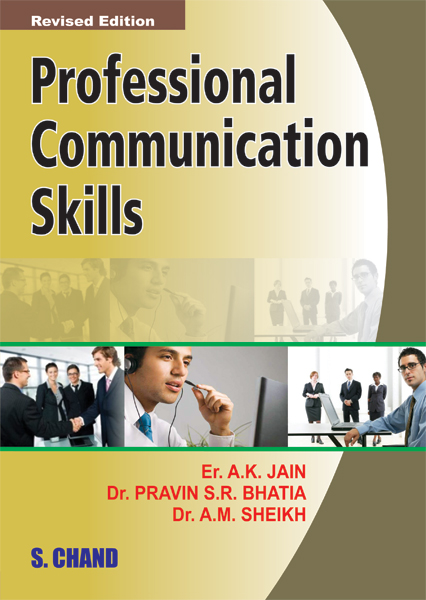 Revised Edition
Professional
Communication
Skills
Er. A.K. JAIN
Dr. PRAVIN S.R. BHATIA
Dr. A.M. SHEIKH
S. CHAND